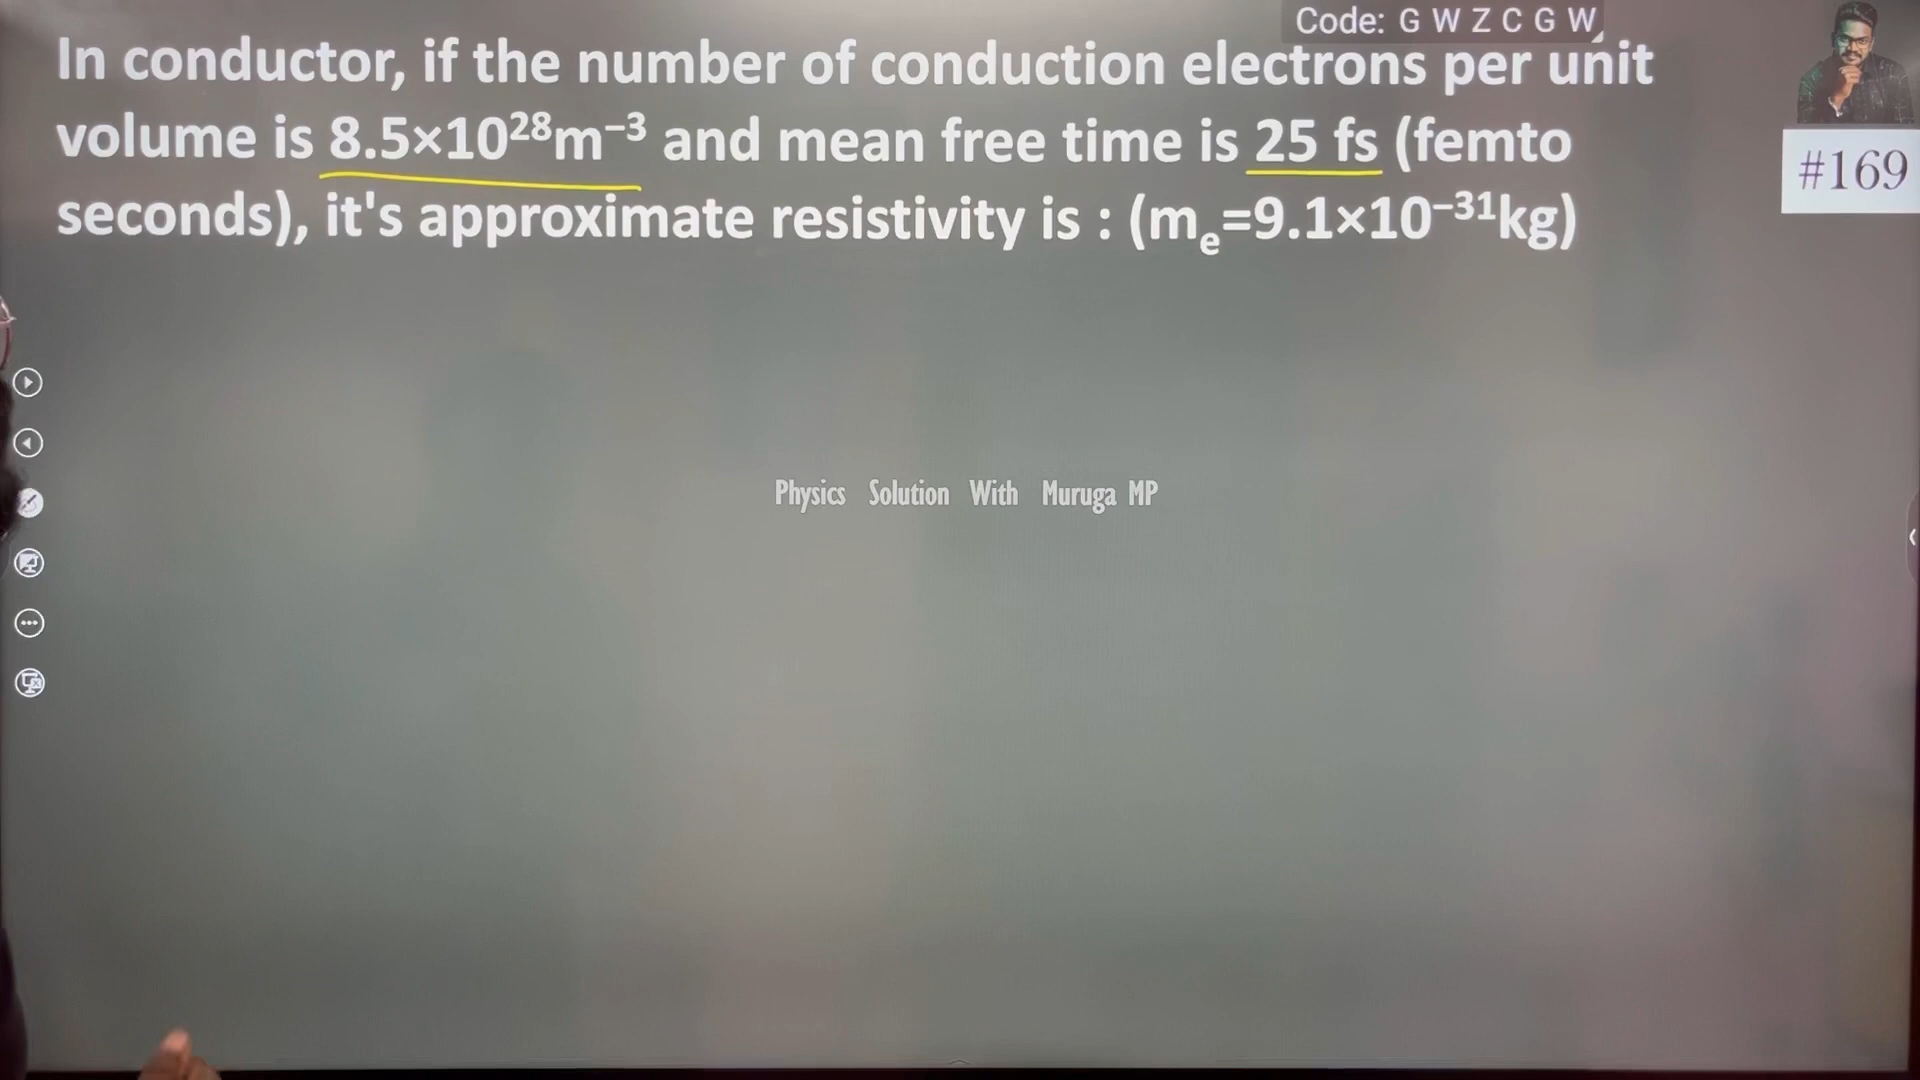 Code: G W Z C G W
In conductor, if the number of conduction electrons per unit
volume is 8.5×10²⁸m⁻³ and mean free time is 25 fs (femto
seconds), it's approximate resistivity is : (mₑ=9.1×10⁻³¹kg)
#169
Physics Solution With Muruga MP